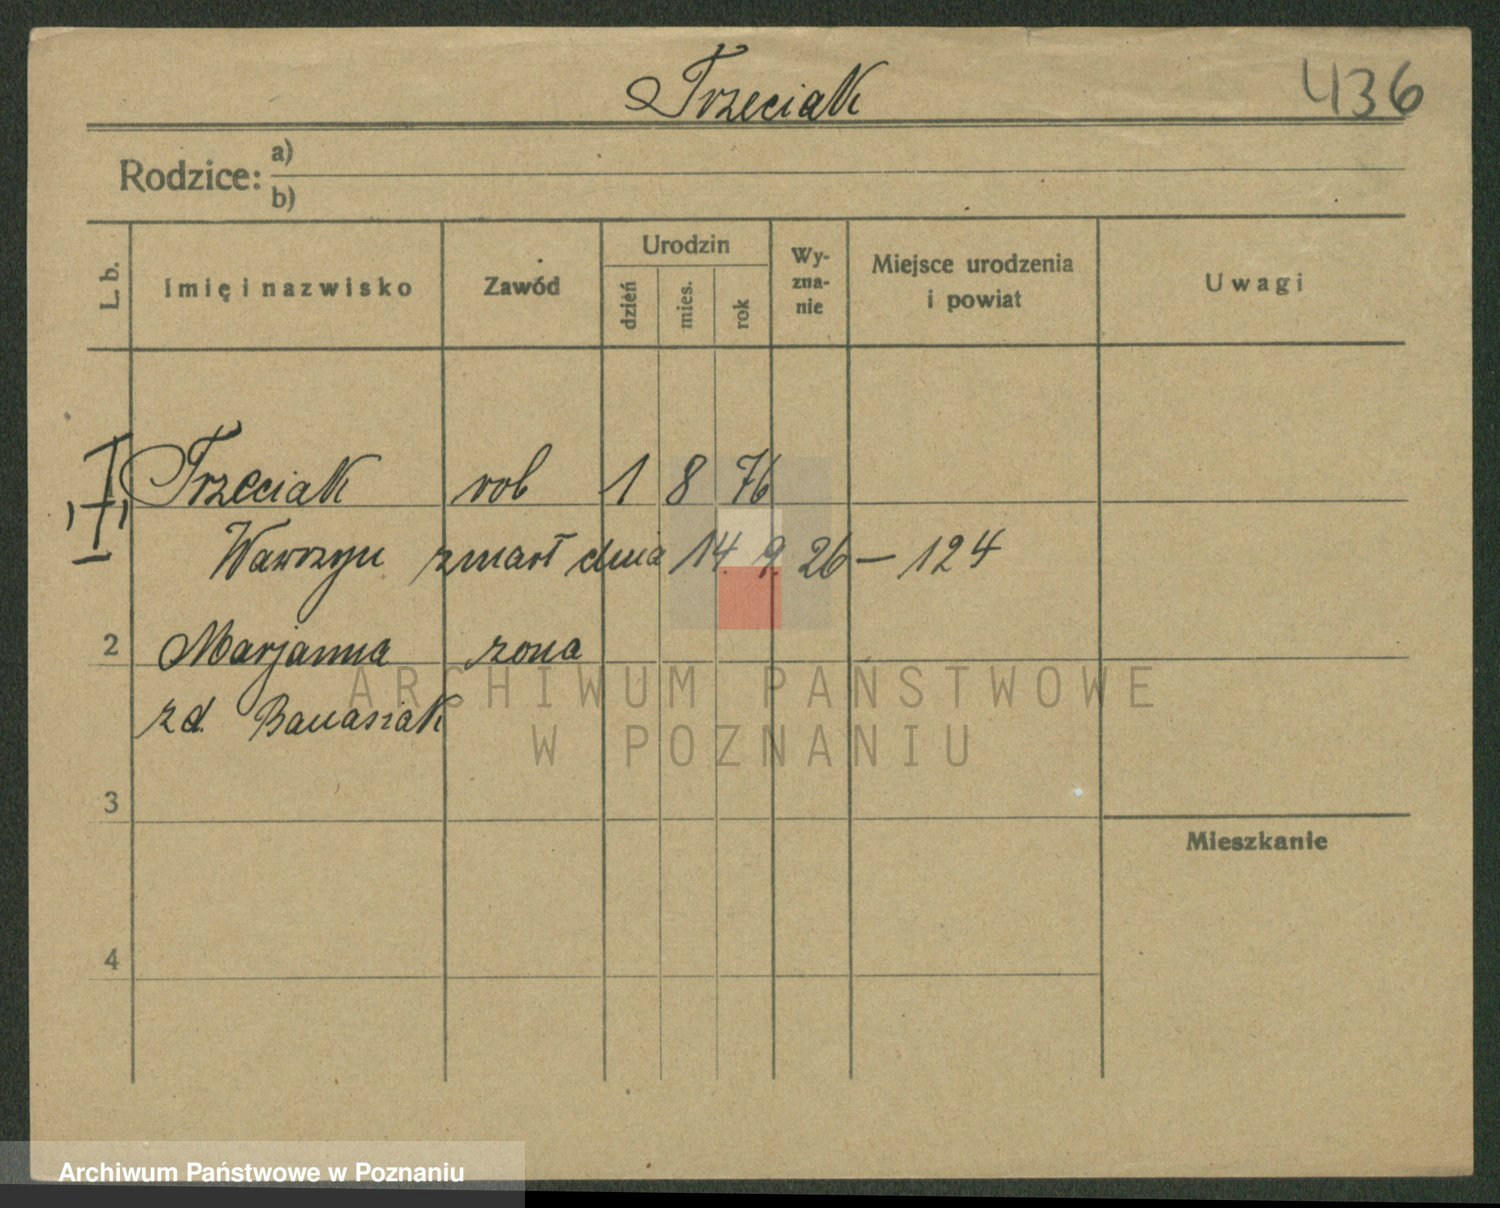 Trzeciak
436
Rodzice: a)
b)
L. b.
Imię i nazwisko
Zawód
Urodzin
dzień
mies.
rok
Wy-
zna-
nie
Miejsce urodzenia
i powiat
Uwagi
Trzeciak rob 1 8 76
Wawrzyn zmarł dnia 14. 9. 26 – 124
2 Marjanna zona
zd. Banasiak
ARCHIWUM PAŃSTWOWE
W POZNANIU
3
Mieszkanie
4
Archiwum Państwowe w Poznaniu